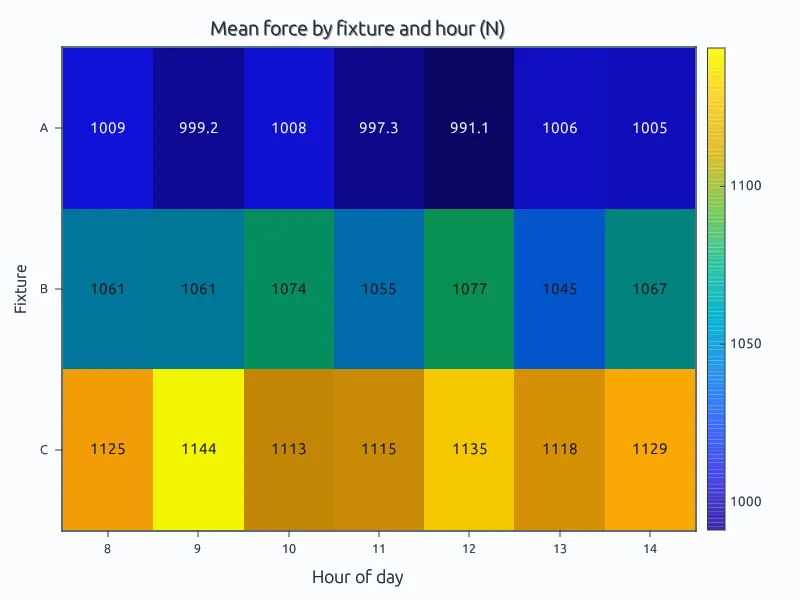 Mean force by fixture and hour (N)
A 1009 999.2 1008 997.3 991.1 1006 1005
1100
Fixture
B 1061 1061 1074 1055 1077 1045 1067
1050
C 1125 1144 1113 1115 1135 1118 1129
1000
8 9 10 11 12 13 14
Hour of day